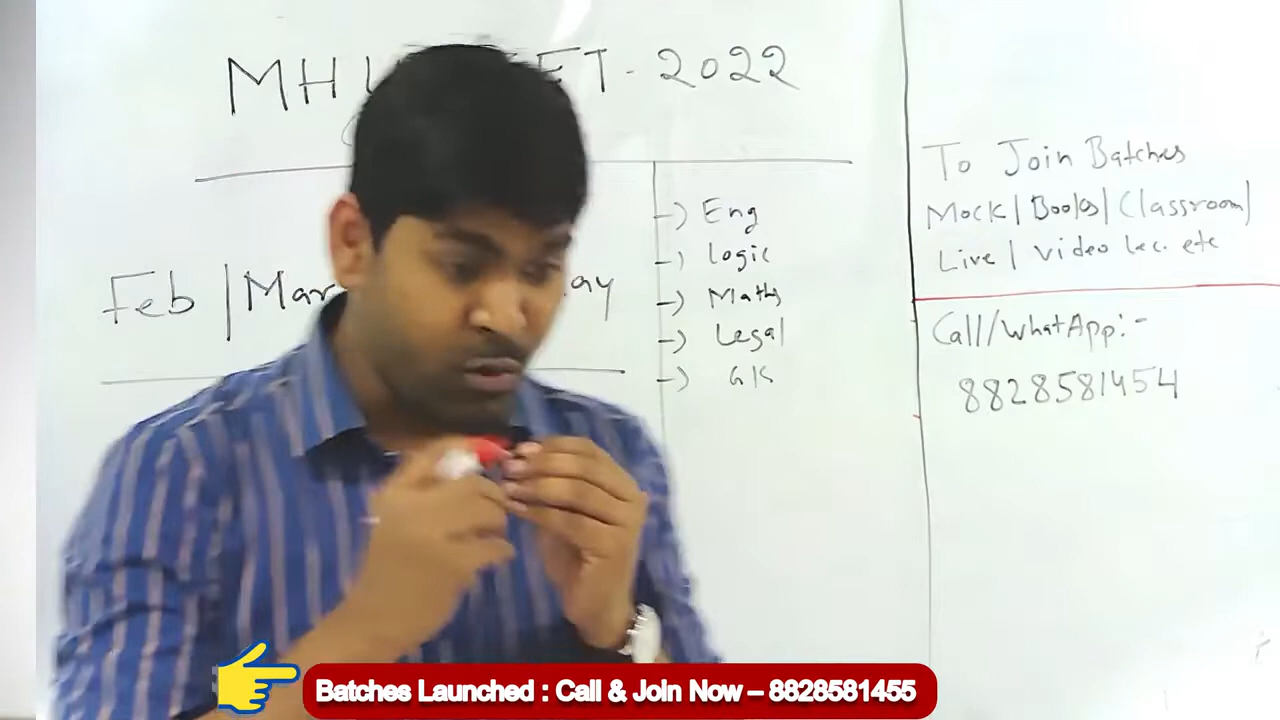 MH ET - 2022
Feb | Mar ay
→ Eng
→ logic
→ Maths
→ Legal
→ GK
To Join Batches
Mock | Books | Classroom |
Live | Video lec. etc
Call/WhatApp:-
8828581454
Batches Launched : Call & Join Now – 8828581455